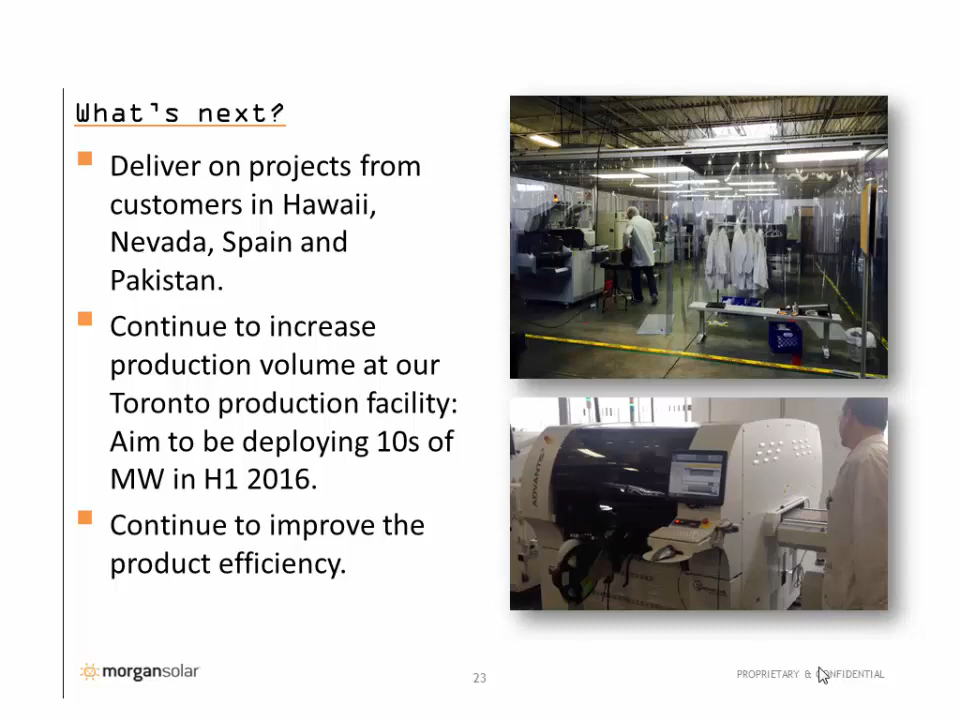 What's next?
Deliver on projects from
customers in Hawaii,
Nevada, Spain and
Pakistan.
Continue to increase
production volume at our
Toronto production facility:
Aim to be deploying 10s of
MW in H1 2016.
Continue to improve the
product efficiency.
ADVANTIS
morgansolar
23
PROPRIETARY & CONFIDENTIAL